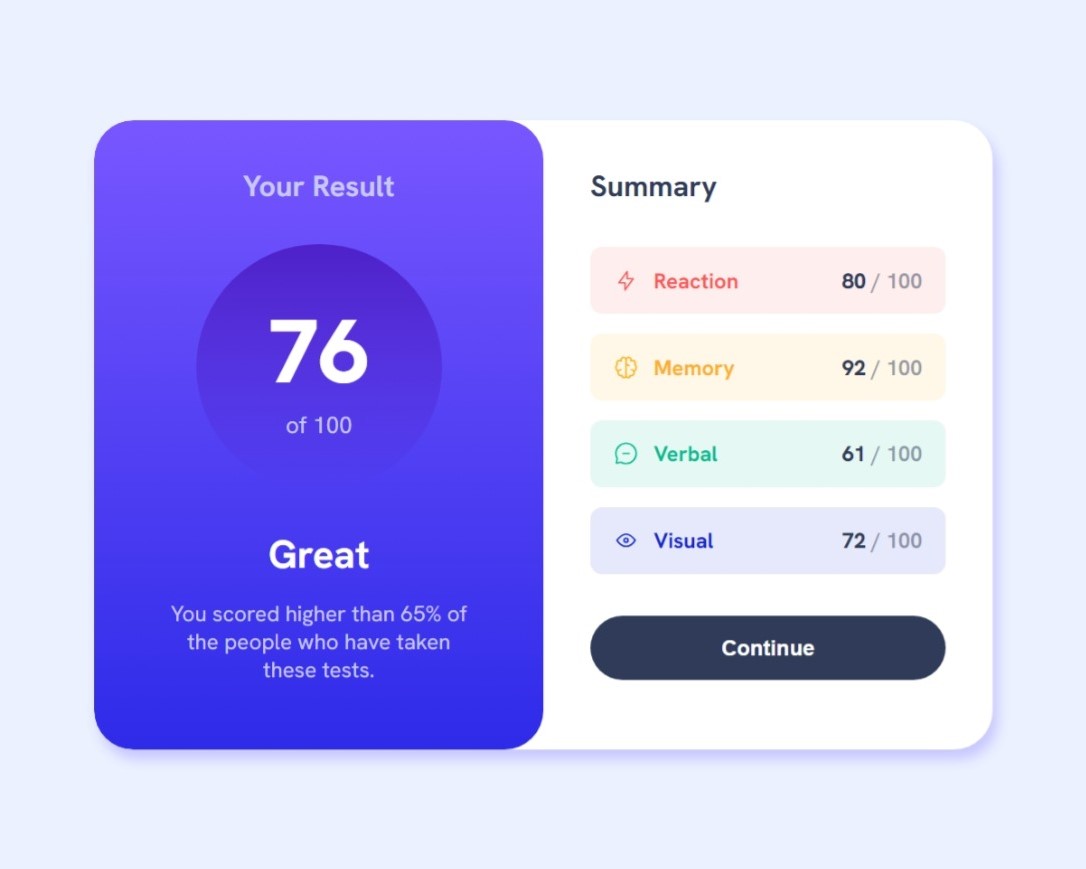 Your Result
76
of 100
Great
You scored higher than 65% of
the people who have taken
these tests.
Summary
Reaction 80 / 100
Memory 92 / 100
Verbal 61 / 100
Visual 72 / 100
Continue